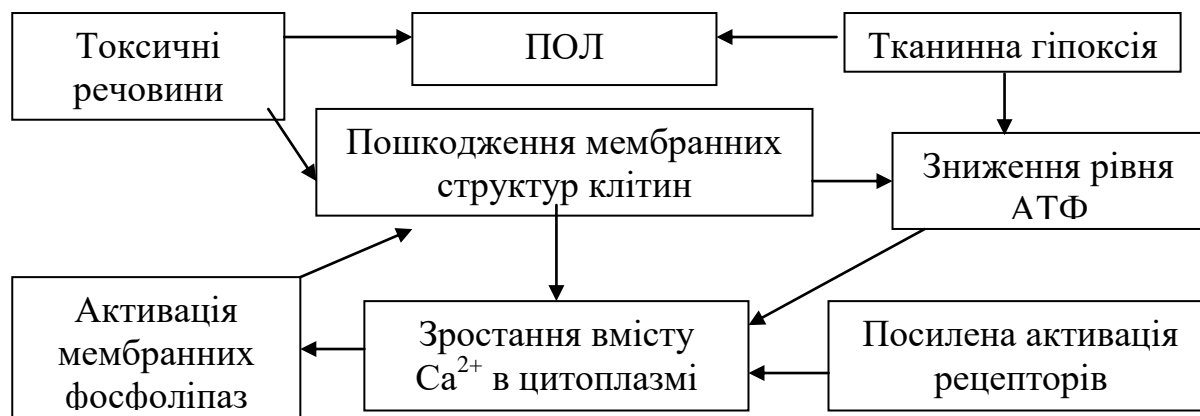 Токсичні
речовини
ПОЛ
Тканинна гіпоксія
Пошкодження мембранних
структур клітин
Зниження рівня
АТФ
Активація
мембранних
фосфоліпаз
Зростання вмісту
Ca²⁺ в цитоплазмі
Посилена активація
рецепторів